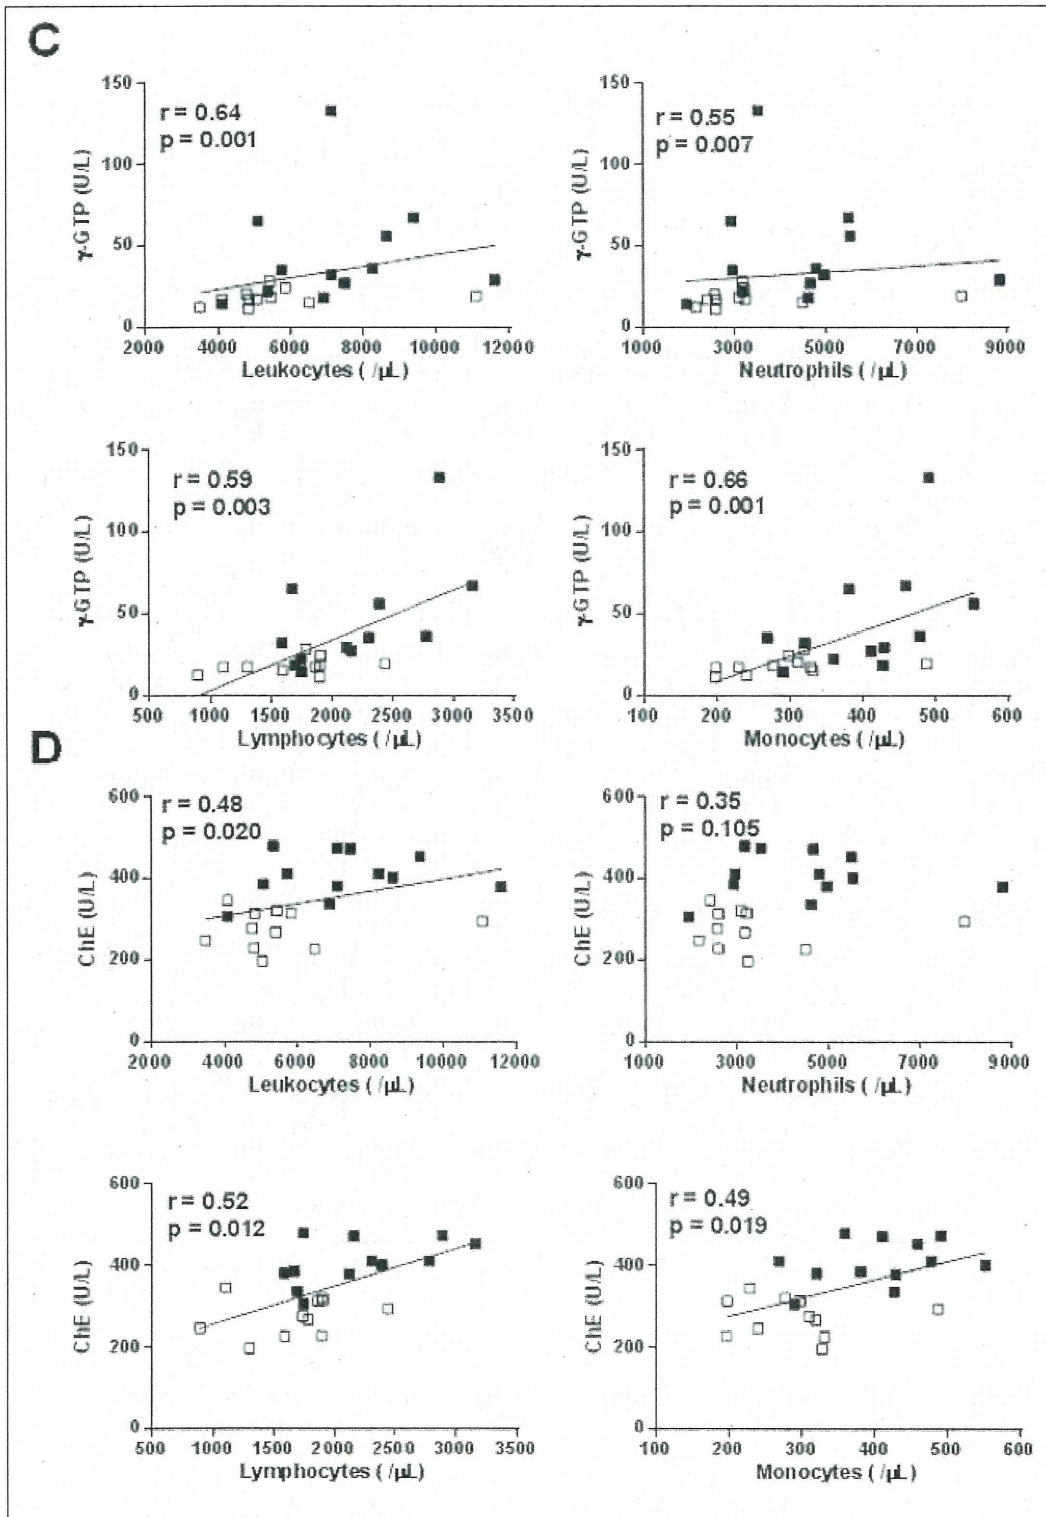 C
r = 0.64
p = 0.001
150
100
50
0
γ-GTP (U/L)
2000 4000 6000 8000 10000 12000
Leukocytes ( /μL)
r = 0.55
p = 0.007
150
100
50
0
γ-GTP (U/L)
1000 3000 5000 7000 9000
Neutrophils ( /μL)
r = 0.59
p = 0.003
150
100
50
0
γ-GTP (U/L)
500 1000 1500 2000 2500 3000 3500
Lymphocytes ( /μL)
r = 0.66
p = 0.001
150
100
50
0
γ-GTP (U/L)
100 200 300 400 500 600
Monocytes ( /μL)
D
r = 0.48
p = 0.020
600
400
200
0
ChE (U/L)
2000 4000 6000 8000 10000 12000
Leukocytes ( /μL)
r = 0.35
p = 0.105
600
400
200
0
ChE (U/L)
1000 3000 5000 7000 9000
Neutrophils ( /μL)
r = 0.52
p = 0.012
600
400
200
0
ChE (U/L)
500 1000 1500 2000 2500 3000 3500
Lymphocytes ( /μL)
r = 0.49
p = 0.019
600
400
200
0
ChE (U/L)
100 200 300 400 500 600
Monocytes ( /μL)